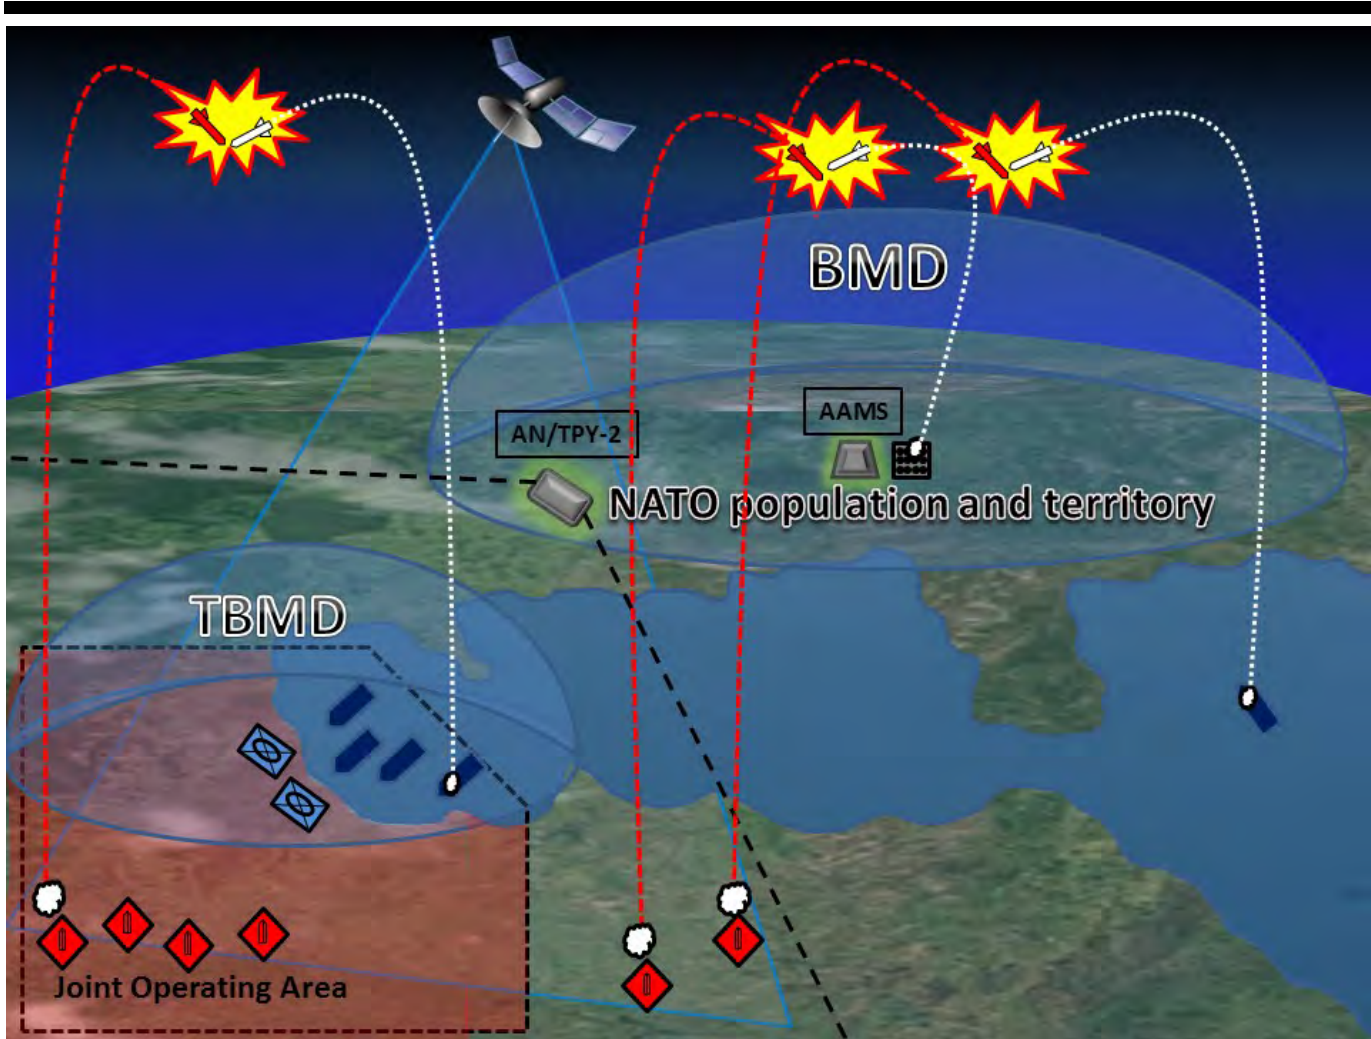 BMD
AAMS
AN/TPY-2
NATO population and territory
TBMD
Joint Operating Area